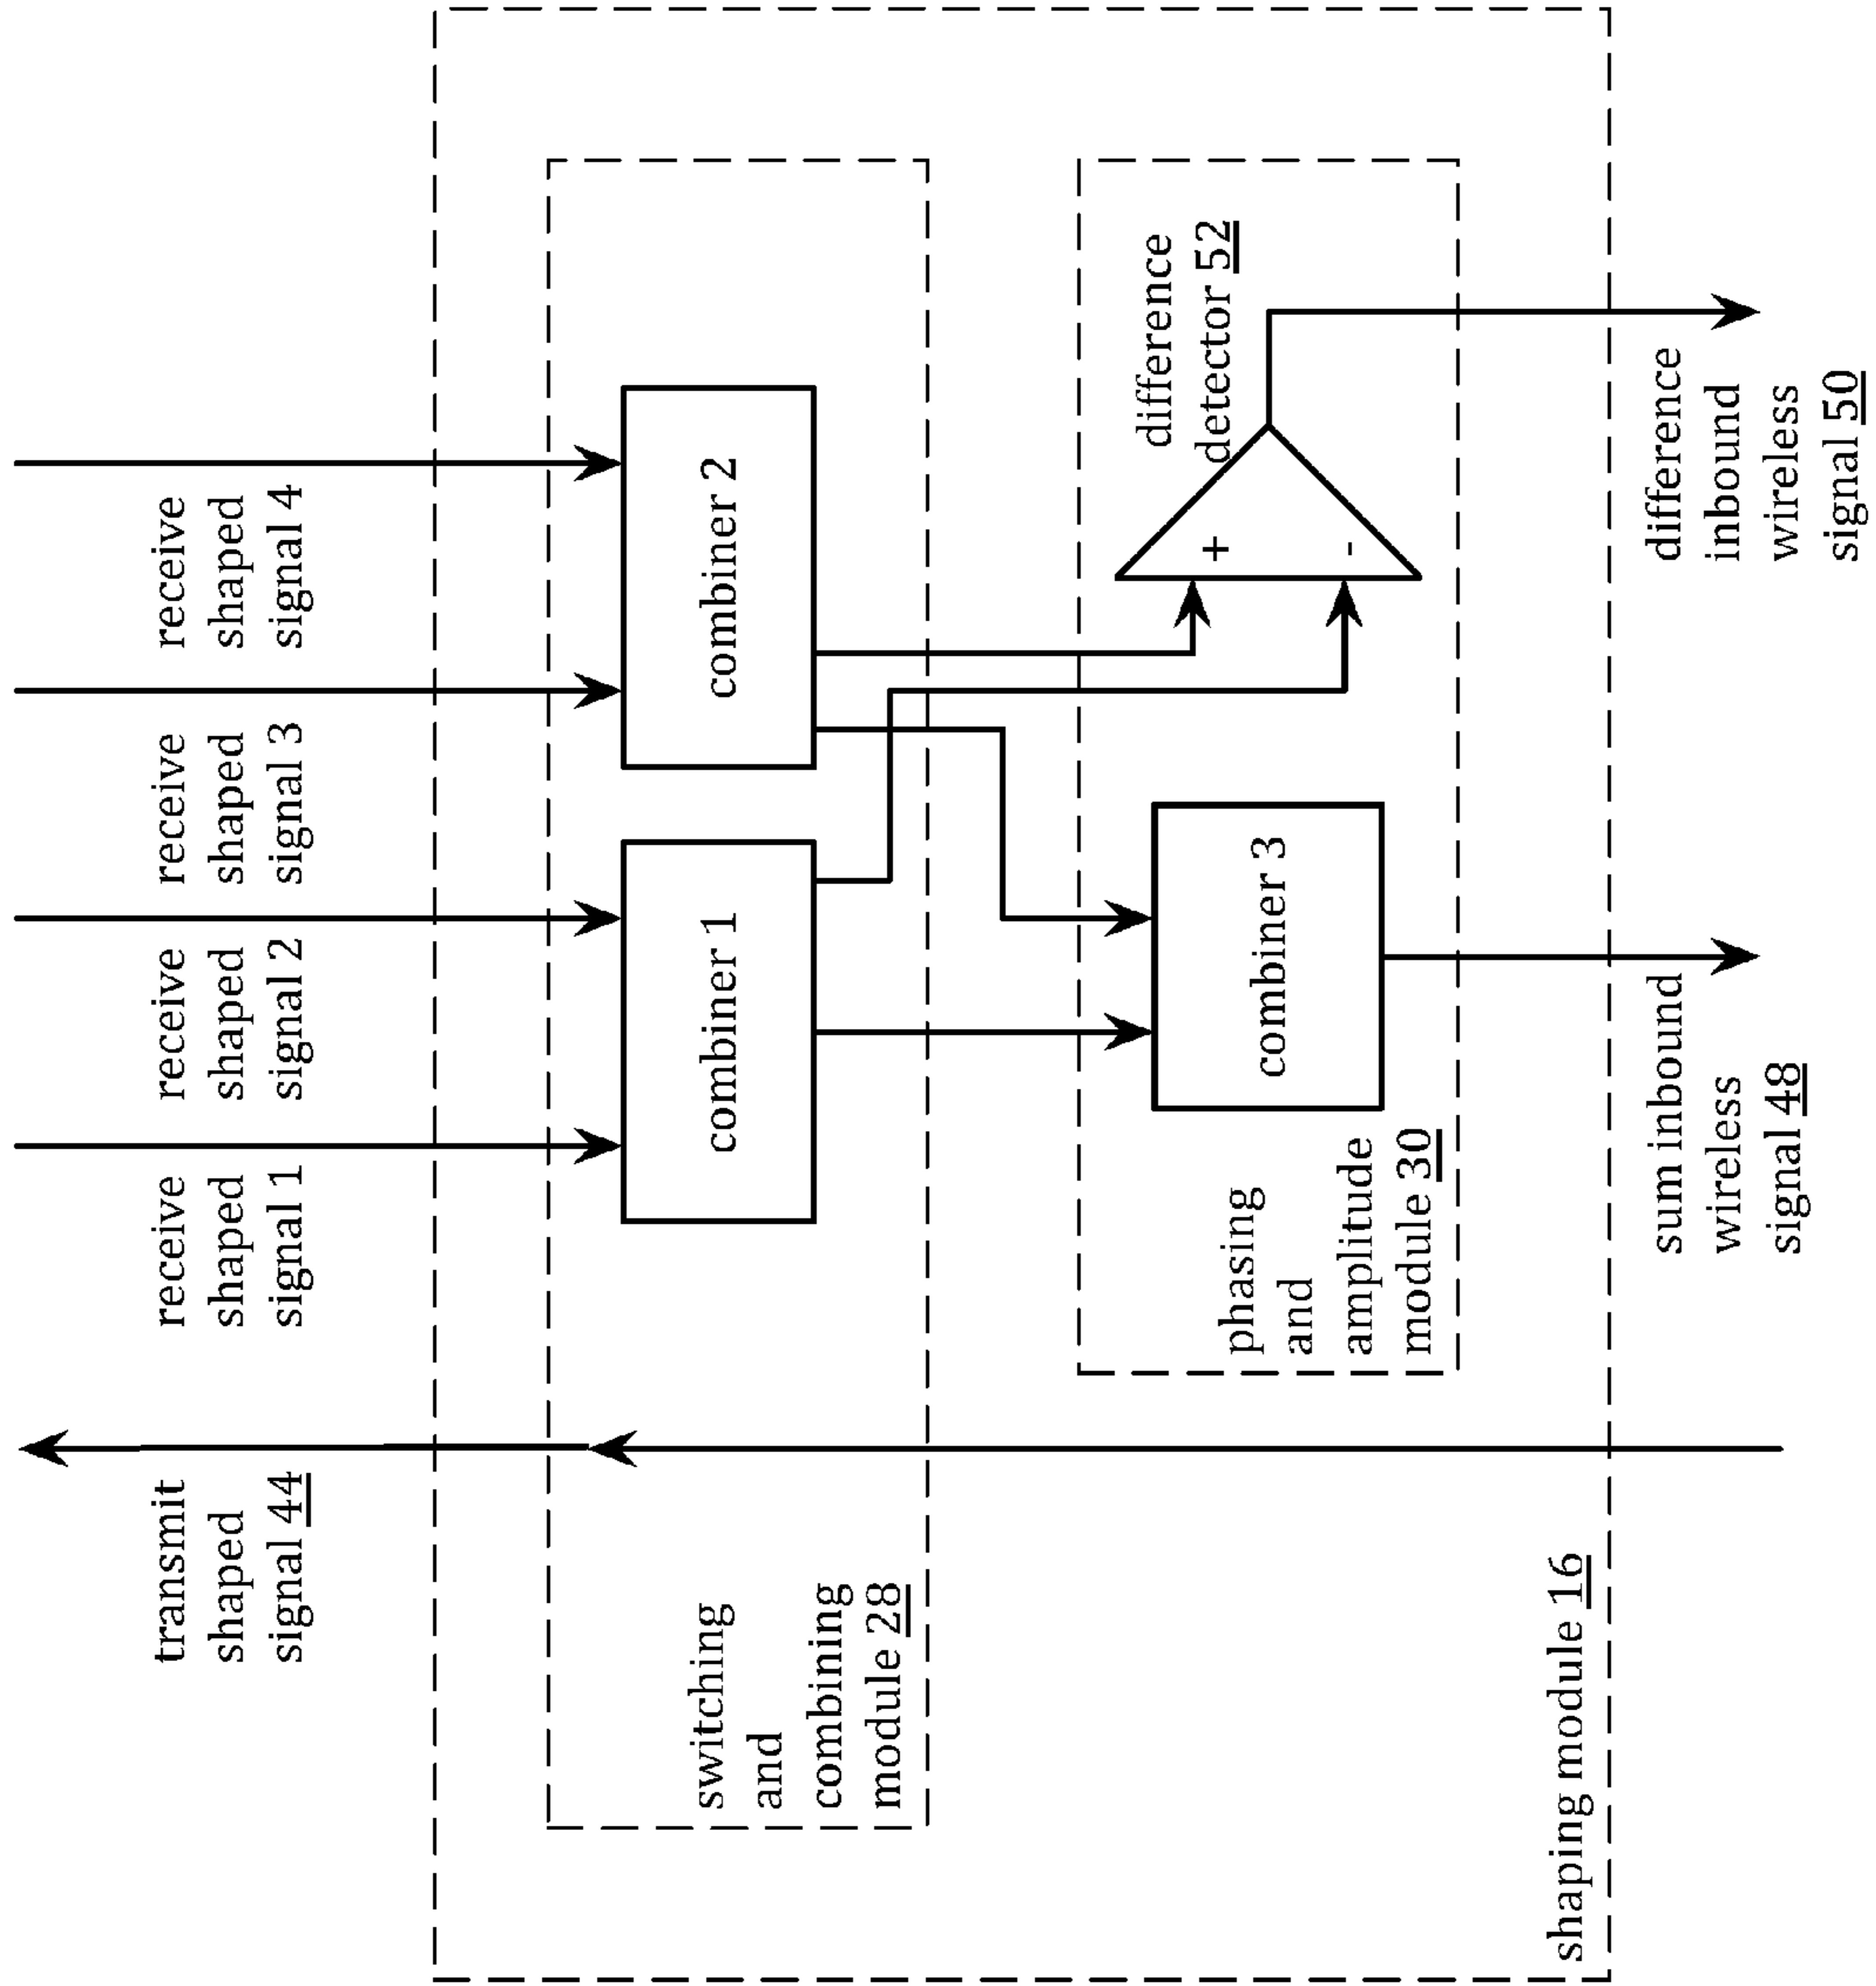 transmit
shaped
signal 44
receive
shaped
signal 1
receive
shaped
signal 2
receive
shaped
signal 3
receive
shaped
signal 4
switching
and
combining
module 28
combiner 1
combiner 2
phasing
and
amplitude
module 30
combiner 3
difference
detector 52
+
-
shaping module 16
sum inbound
wireless
signal 48
difference
inbound
wireless
signal 50